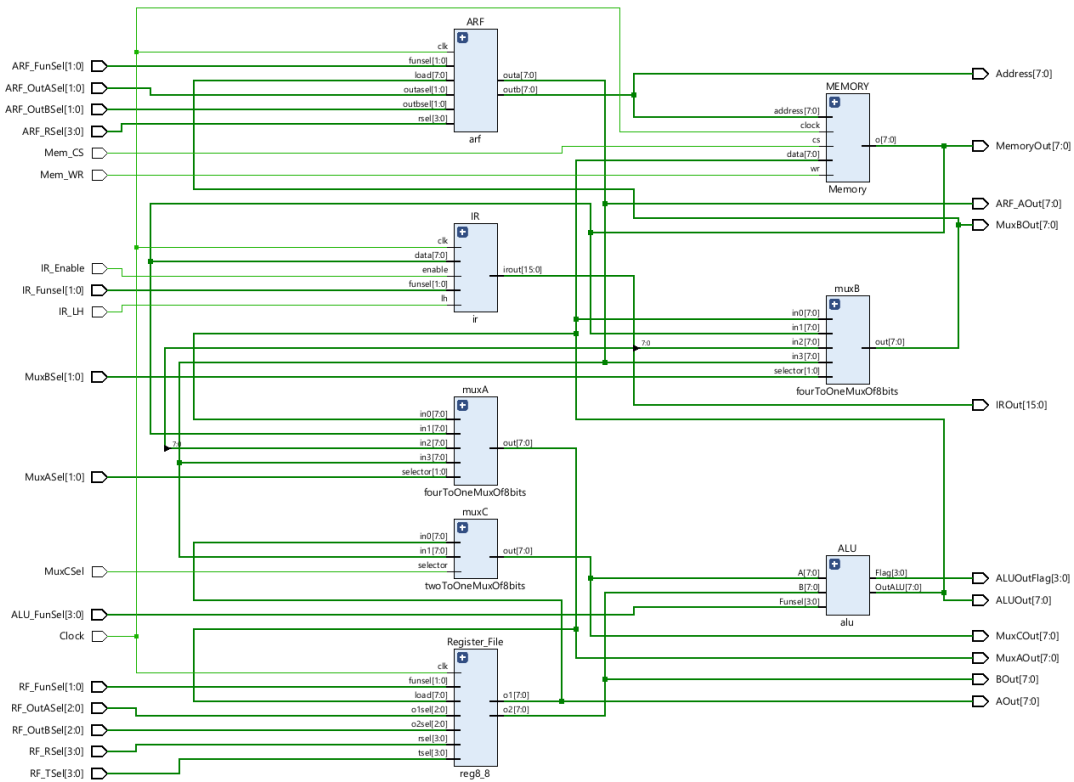 ARF
clk
ARF_FunSel[1:0]
funsel[1:0]
load[7:0]
outa[7:0]
Address[7:0]
ARF_OutASel[1:0]
outasel[1:0]
outb[7:0]
MEMORY
ARF_OutBSel[1:0]
outbsel[1:0]
address[7:0]
ARF_RSel[3:0]
rsel[3:0]
clock
arf
cs
o[7:0]
MemoryOut[7:0]
Mem_CS
data[7:0]
Mem_WR
wr
Memory
ARF_AOut[7:0]
IR
MuxBOut[7:0]
clk
data[7:0]
IR_Enable
enable
irout[15:0]
IR_Funsel[1:0]
funsel[1:0]
muxB
IR_LH
lh
ir
in0[7:0]
in1[7:0]
7:0
in2[7:0]
out[7:0]
in3[7:0]
MuxBSel[1:0]
selector[1:0]
muxA
fourToOneMuxOf8bits
IROut[15:0]
in0[7:0]
in1[7:0]
7:0
in2[7:0]
out[7:0]
in3[7:0]
MuxASel[1:0]
selector[1:0]
fourToOneMuxOf8bits
muxC
in0[7:0]
in1[7:0]
out[7:0]
ALU
MuxCSel
selector
A[7:0]
Flag[3:0]
ALUOutFlag[3:0]
twoToOneMuxOf8bits
B[7:0]
OutALU[7:0]
ALUOut[7:0]
ALU_FunSel[3:0]
Funsel[3:0]
alu
Clock
MuxCOut[7:0]
Register_File
MuxAOut[7:0]
clk
BOut[7:0]
RF_FunSel[1:0]
funsel[1:0]
load[7:0]
o1[7:0]
AOut[7:0]
RF_OutASel[2:0]
o1sel[2:0]
o2[7:0]
RF_OutBSel[2:0]
o2sel[2:0]
RF_RSel[3:0]
rsel[3:0]
tsel[3:0]
RF_TSel[3:0]
reg8_8